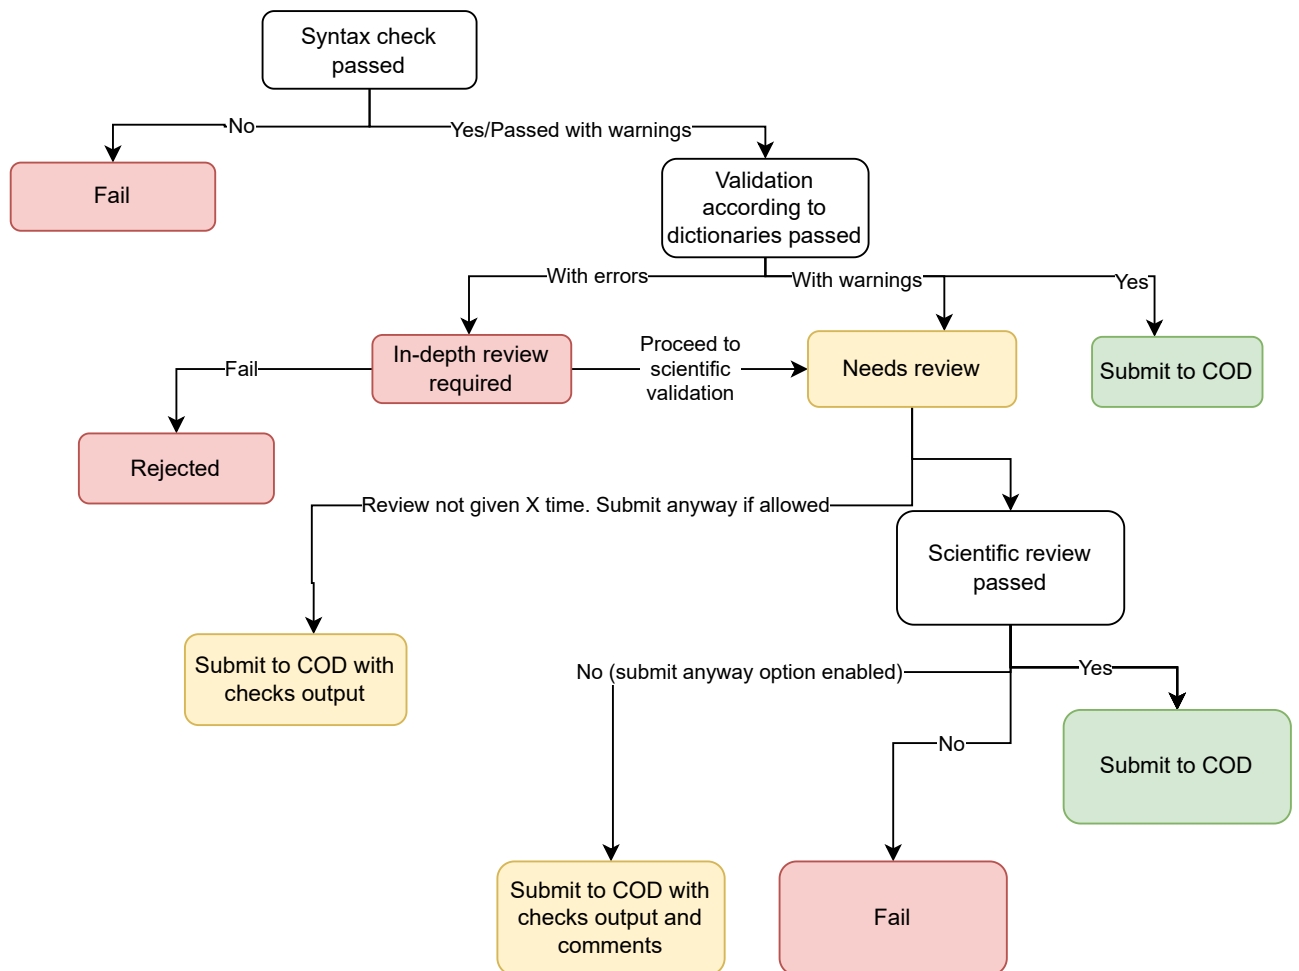 Syntax check
passed
No
Yes/Passed with warnings
Fail
Validation
according to
dictionaries passed
With errors
With warnings
Yes
In-depth review
required
Proceed to
scientific
validation
Needs review
Submit to COD
Fail
Rejected
Review not given X time. Submit anyway if allowed
Scientific review
passed
Submit to COD with
checks output
No (submit anyway option enabled)
Yes
No
Submit to COD
Submit to COD with
checks output and
comments
Fail